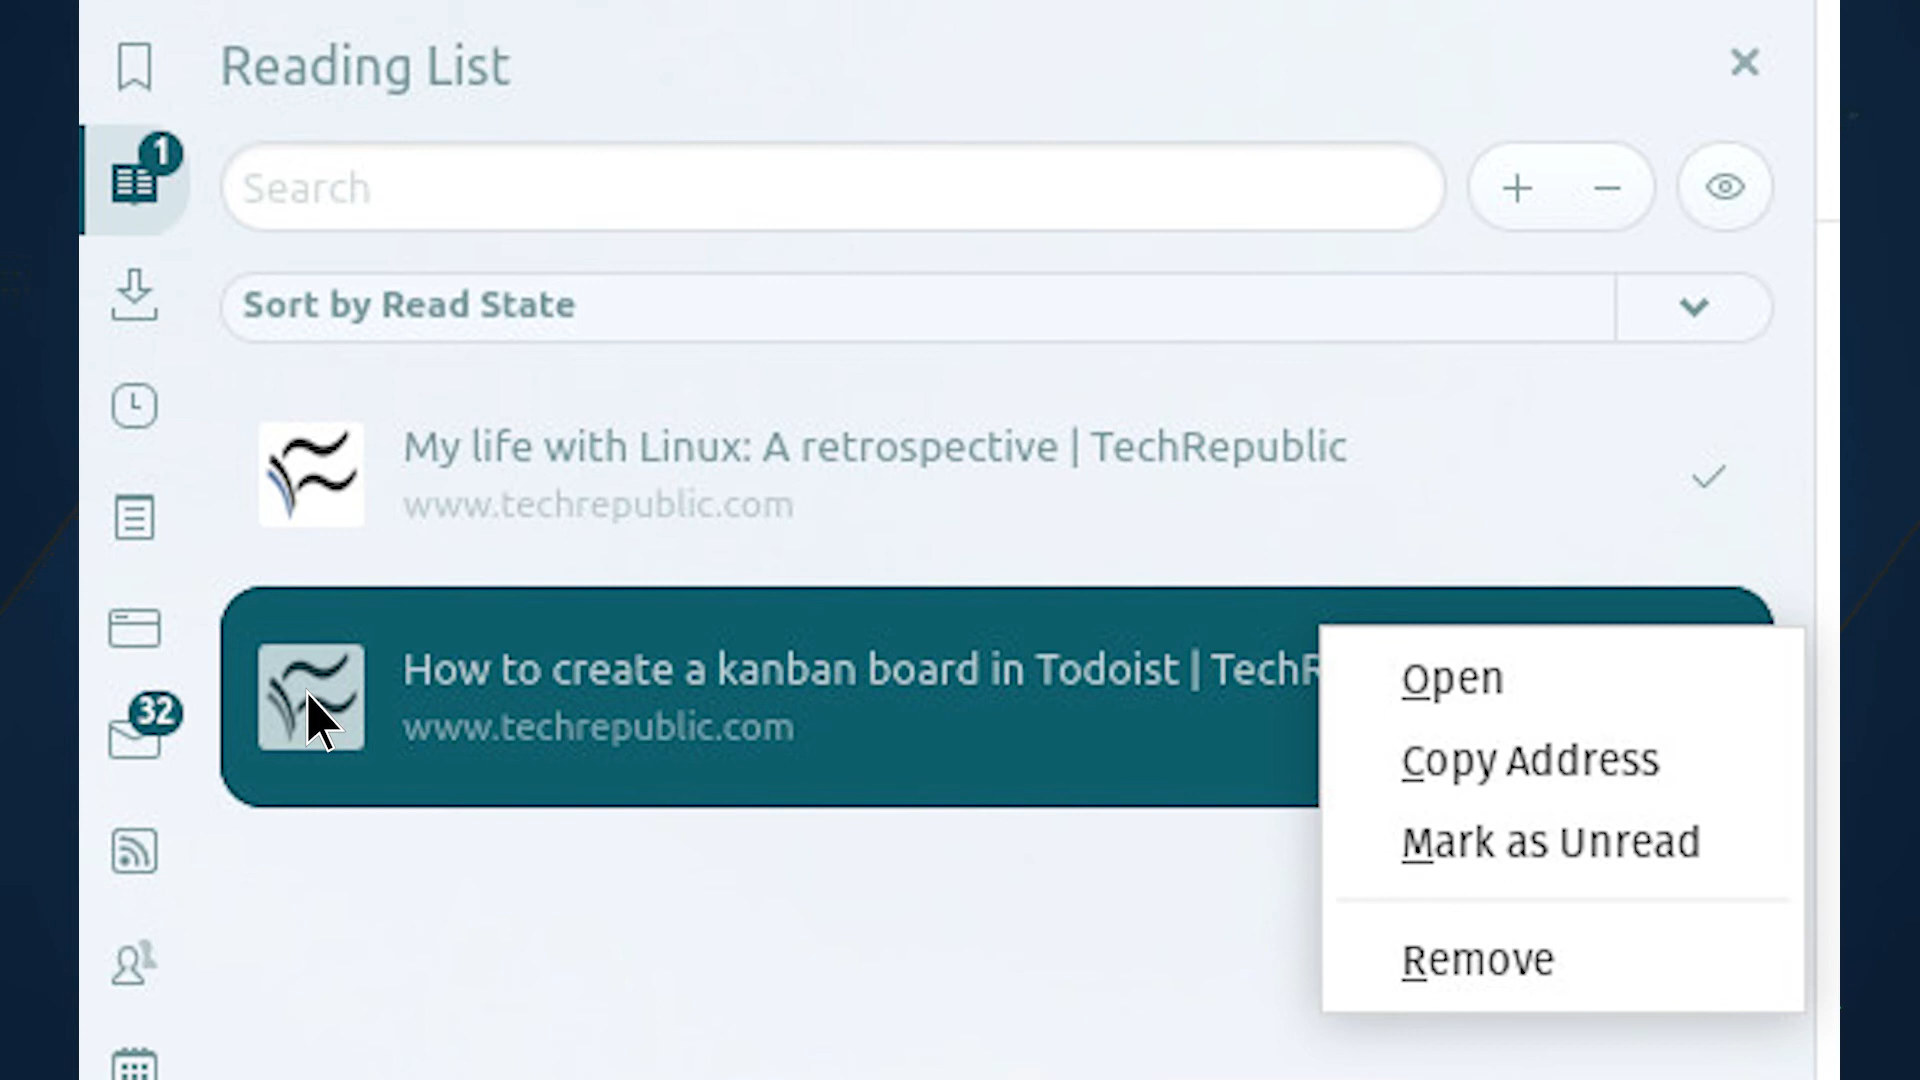 Reading List
1
Search
Sort by Read State
My life with Linux: A retrospective | TechRepublic
www.techrepublic.com
How to create a kanban board in Todoist | TechR
www.techrepublic.com
32
Open
Copy Address
Mark as Unread
Remove